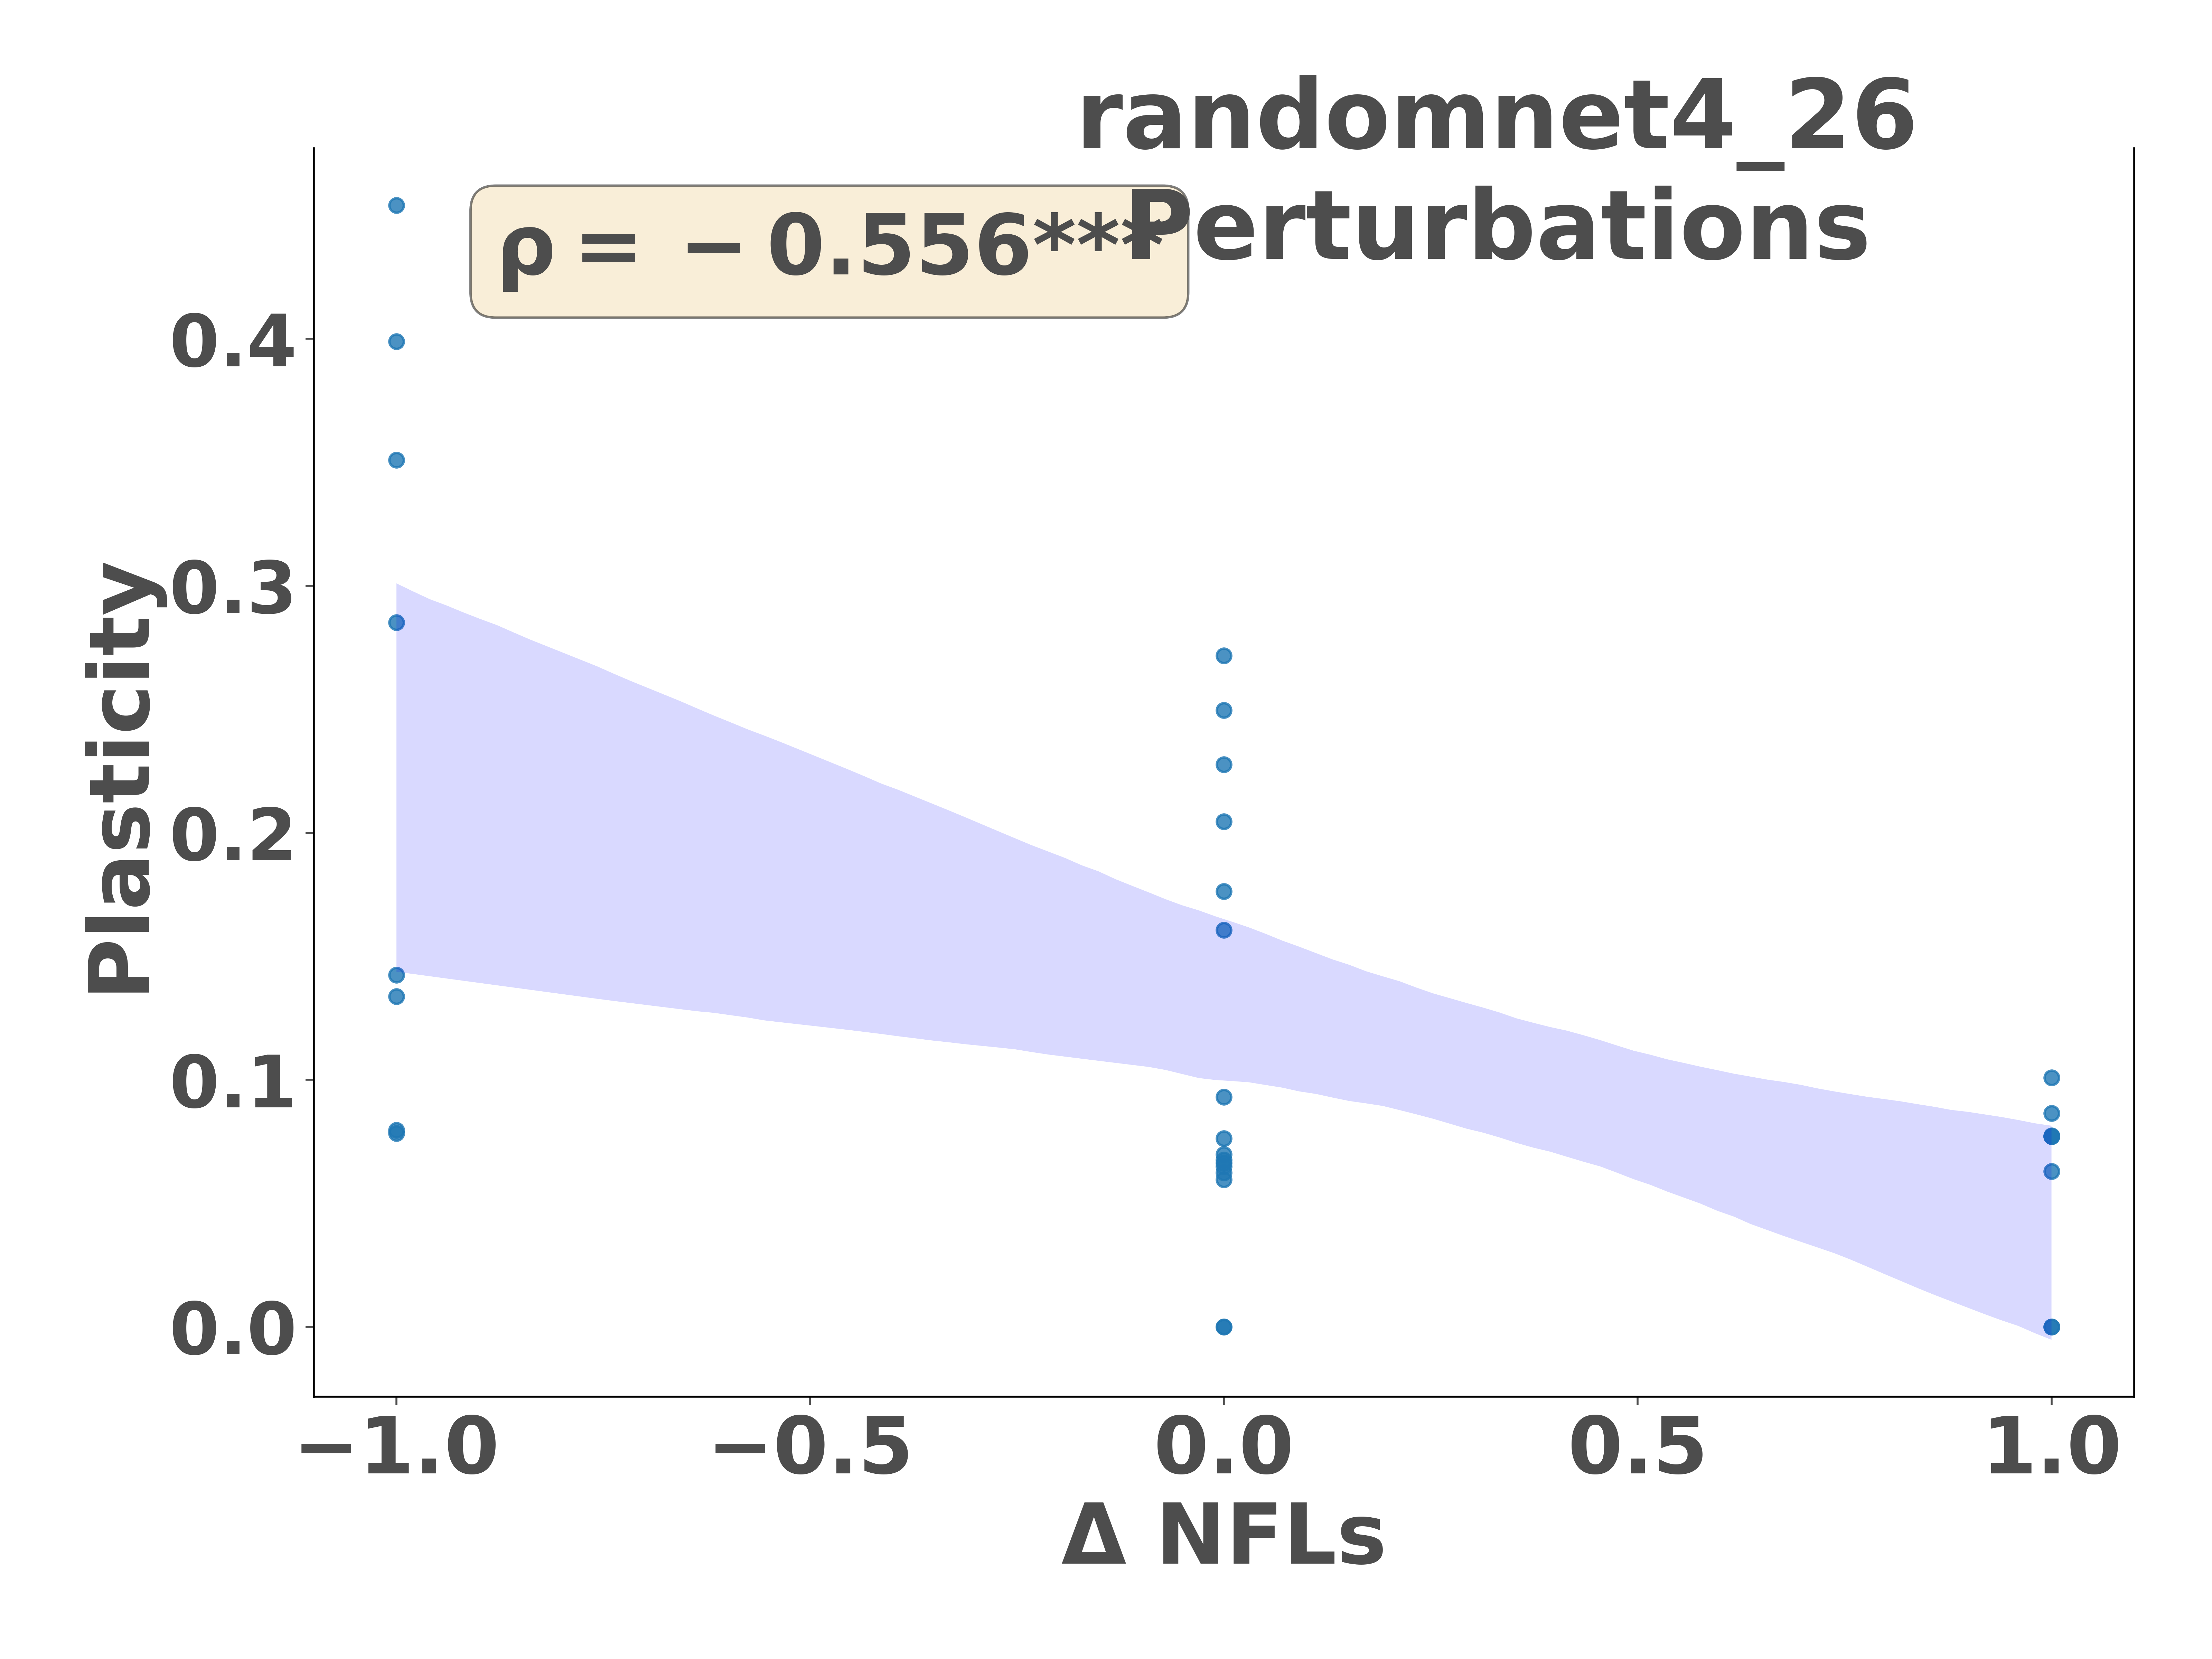 randomnet4_26
Perturbations
ρ = − 0.556***
Plasticity
0.4
0.3
0.2
0.1
0.0
−1.0 −0.5 0.0 0.5 1.0
Δ NFLs